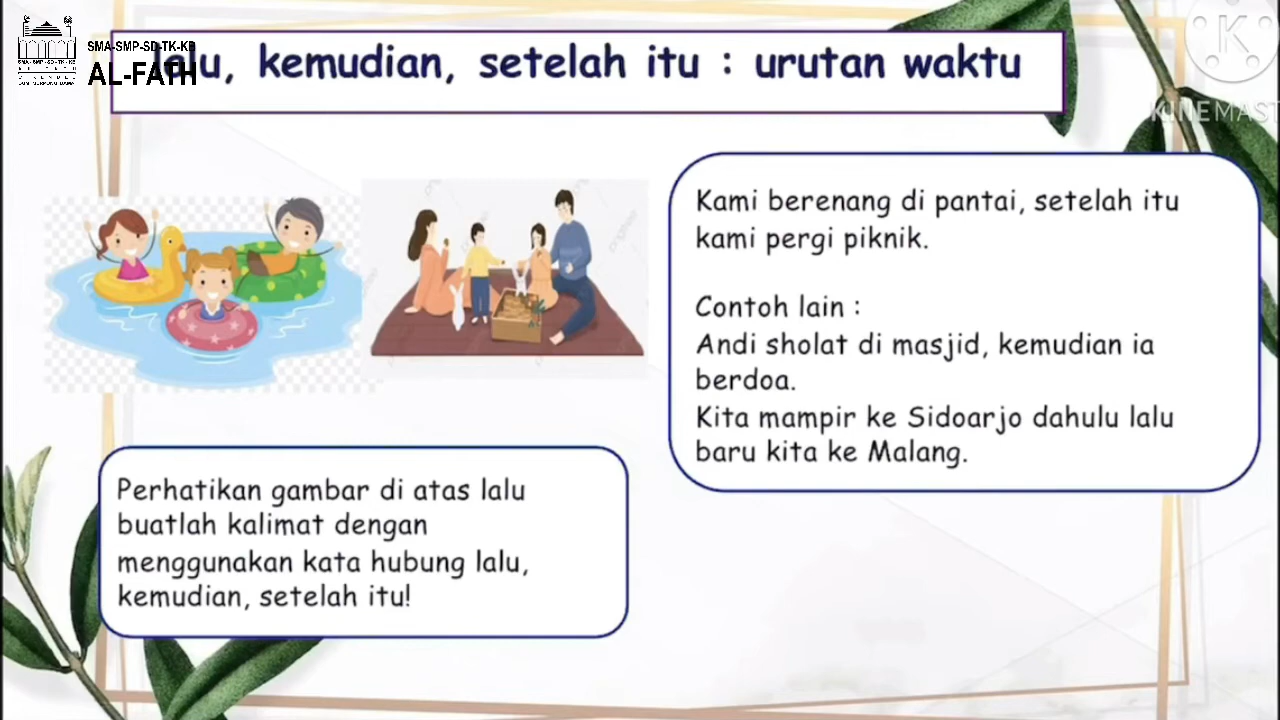 SMA-SMP-SD-TK-KB
AL-FATH
lalu, kemudian, setelah itu : urutan waktu
K
KINEMAST
Kami berenang di pantai, setelah itu
kami pergi piknik.
Contoh lain :
Andi sholat di masjid, kemudian ia
berdoa.
Kita mampir ke Sidoarjo dahulu lalu
baru kita ke Malang.
Perhatikan gambar di atas lalu
buatlah kalimat dengan
menggunakan kata hubung lalu,
kemudian, setelah itu!